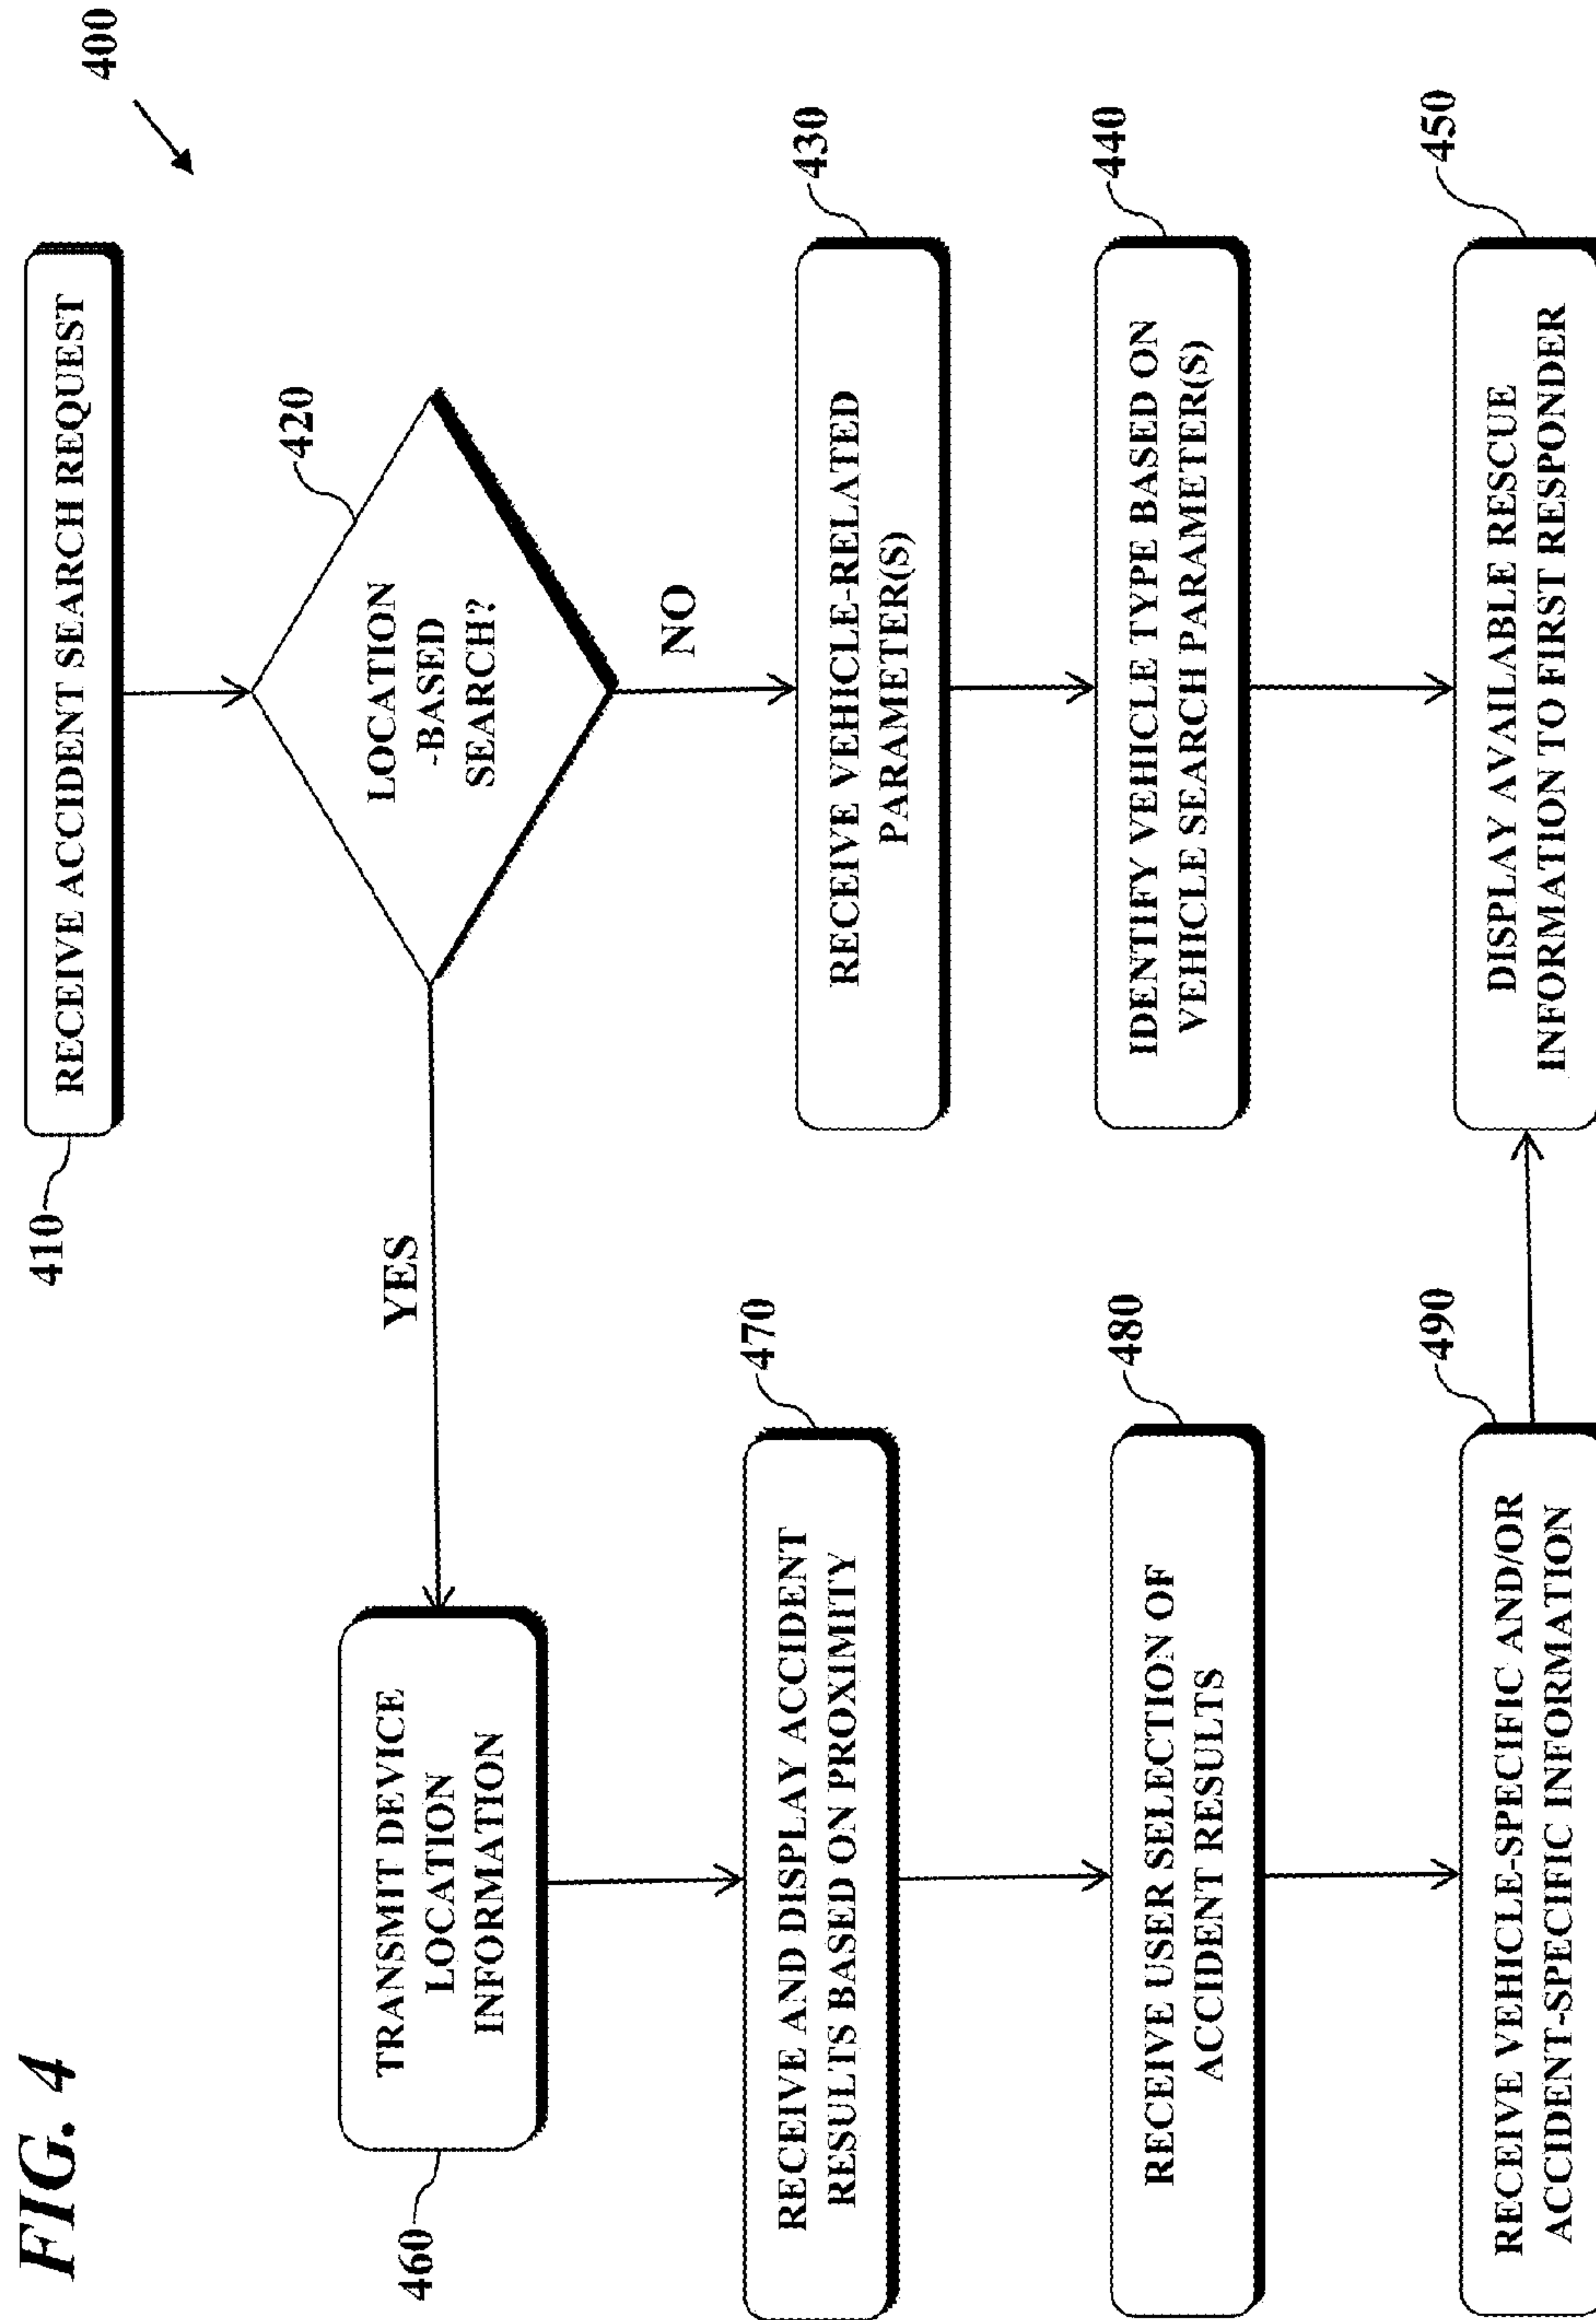 FIG. 4
400
410
RECEIVE ACCIDENT SEARCH REQUEST
420
LOCATION
-BASED
SEARCH?
YES
NO
430
RECEIVE VEHICLE-RELATED
PARAMETER(S)
440
IDENTIFY VEHICLE TYPE BASED ON
VEHICLE SEARCH PARAMETER(S)
450
DISPLAY AVAILABLE RESCUE
INFORMATION TO FIRST RESPONDER
460
TRANSMIT DEVICE
LOCATION
INFORMATION
470
RECEIVE AND DISPLAY ACCIDENT
RESULTS BASED ON PROXIMITY
480
RECEIVE USER SELECTION OF
ACCIDENT RESULTS
490
RECEIVE VEHICLE-SPECIFIC AND/OR
ACCIDENT-SPECIFIC INFORMATION